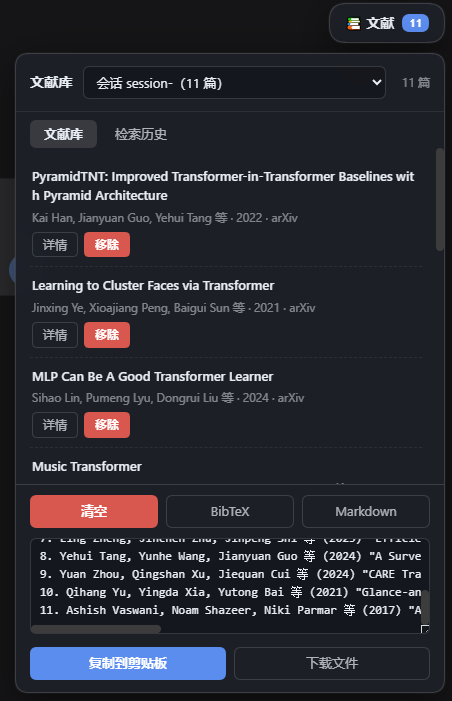 文献 11
文献库 会话 session-（11 篇） 11 篇
文献库 检索历史
PyramidTNT: Improved Transformer-in-Transformer Baselines wit
h Pyramid Architecture
Kai Han, Jianyuan Guo, Yehui Tang 等 · 2022 · arXiv
详情 移除
Learning to Cluster Faces via Transformer
Jinxing Ye, Xioajiang Peng, Baigui Sun 等 · 2021 · arXiv
详情 移除
MLP Can Be A Good Transformer Learner
Sihao Lin, Pumeng Lyu, Dongrui Liu 等 · 2024 · arXiv
详情 移除
Music Transformer
清空 BibTeX Markdown
8. Yehui Tang, Yunhe Wang, Jianyuan Guo 等 (2024) "A Surve
9. Yuan Zhou, Qingshan Xu, Jiequan Cui 等 (2024) "CARE Tra
10. Qihang Yu, Yingda Xia, Yutong Bai 等 (2021) "Glance-an
11. Ashish Vaswani, Noam Shazeer, Niki Parmar 等 (2017) "A
复制到剪贴板 下载文件